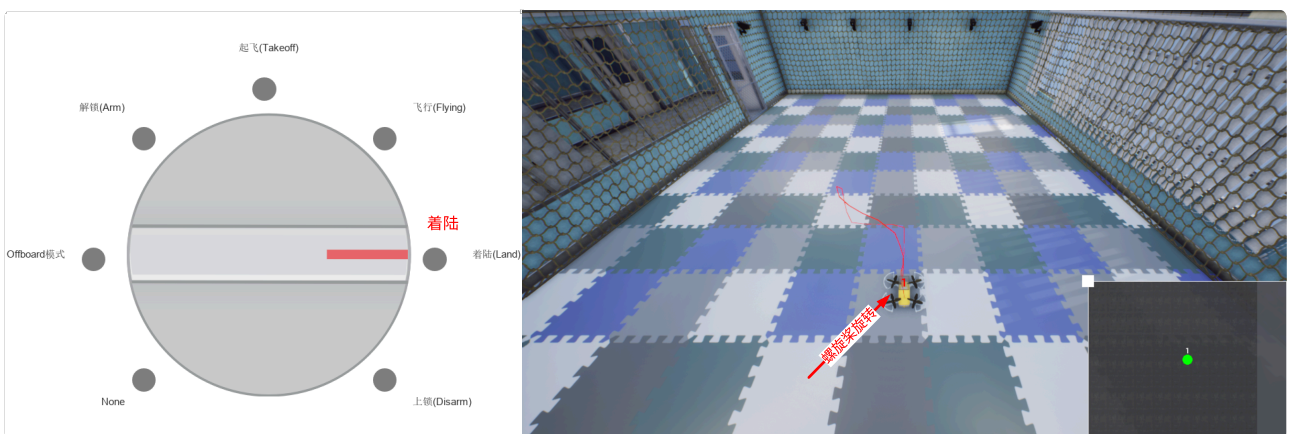 起飞(Takeoff)
解锁(Arm)
飞行(Flying)
着陆
Offboard模式
着陆(Land)
None
上锁(Disarm)
1
螺旋桨旋转
1